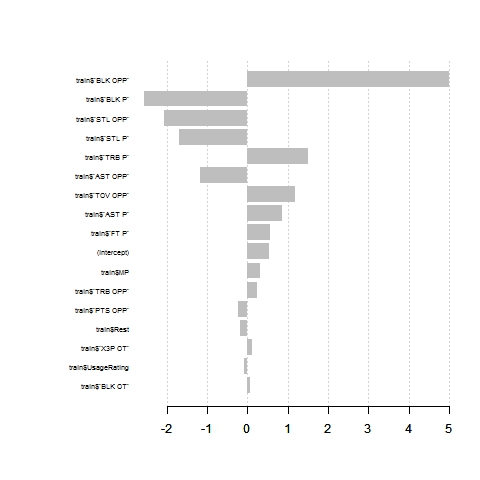 train$`BLK OPP`
train$`BLK P`
train$`STL OPP`
train$`STL P`
train$`TRB P`
train$`AST OPP`
train$`TOV OPP`
train$`AST P`
train$`FT P`
(Intercept)
train$MP
train$`TRB OPP`
train$`PTS OPP`
train$Rest
train$`X3P OT`
train$UsageRating
train$`BLK OT`
-2 -1 0 1 2 3 4 5